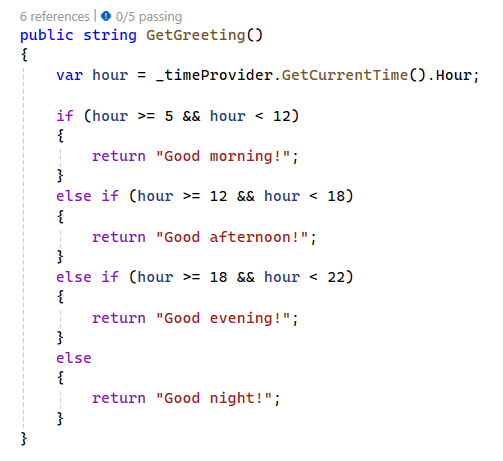 6 references | 0/5 passing
public string GetGreeting()
{
    var hour = _timeProvider.GetCurrentTime().Hour;

    if (hour >= 5 && hour < 12)
    {
        return "Good morning!";
    }
    else if (hour >= 12 && hour < 18)
    {
        return "Good afternoon!";
    }
    else if (hour >= 18 && hour < 22)
    {
        return "Good evening!";
    }
    else
    {
        return "Good night!";
    }
}